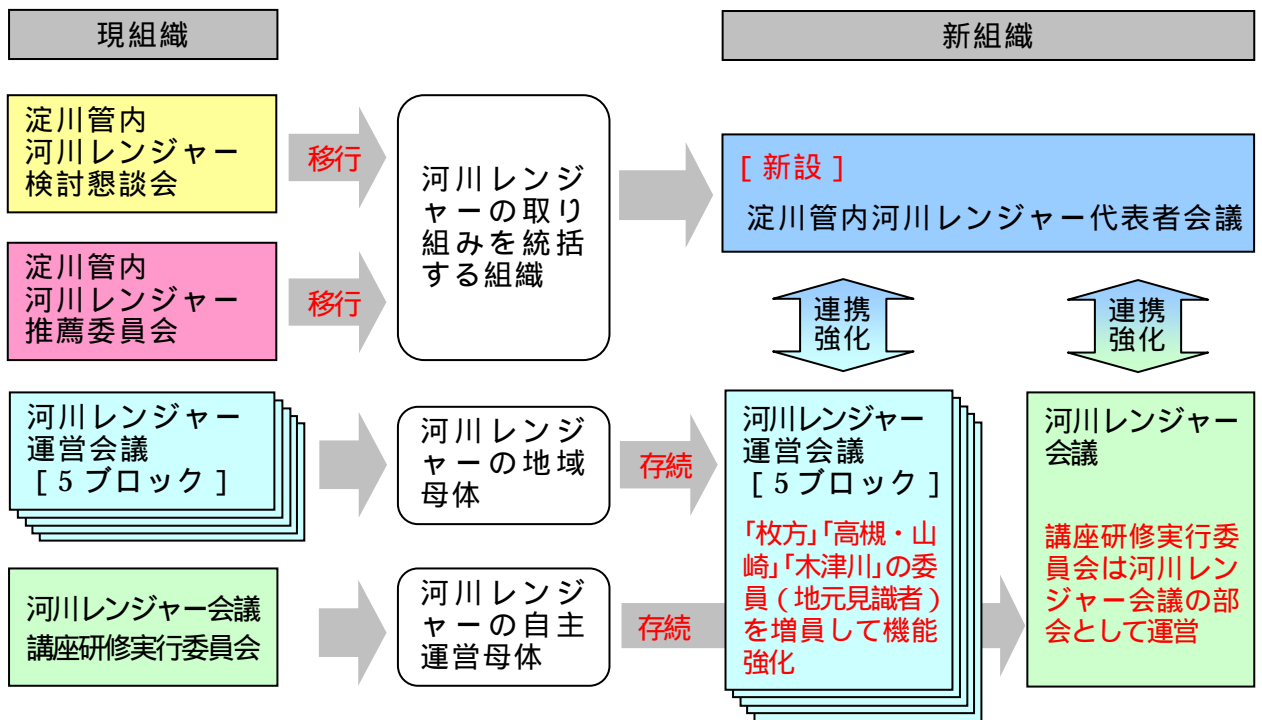 現組織
新組織
淀川管内
河川レンジャー
検討懇談会
移行
河川レンジ
ャーの取り
組みを統括
する組織
[ 新設 ]
淀川管内河川レンジャー代表者会議
淀川管内
河川レンジャー
推薦委員会
移行
連携
強化
連携
強化
河川レンジャー
運営会議
[ 5ブロック ]
河川レンジ
ャーの地域
母体
存続
河川レンジャー
運営会議
[ 5ブロック ]
「枚方」「高槻・山
崎」「木津川」の委
員(地元見識者)
を増員して機能
強化
河川レンジャー
会議
講座研修実行委
員会は河川レン
ジャー会議の部
会として運営
河川レンジャー会議
講座研修実行委員会
河川レンジ
ャーの自主
運営母体
存続